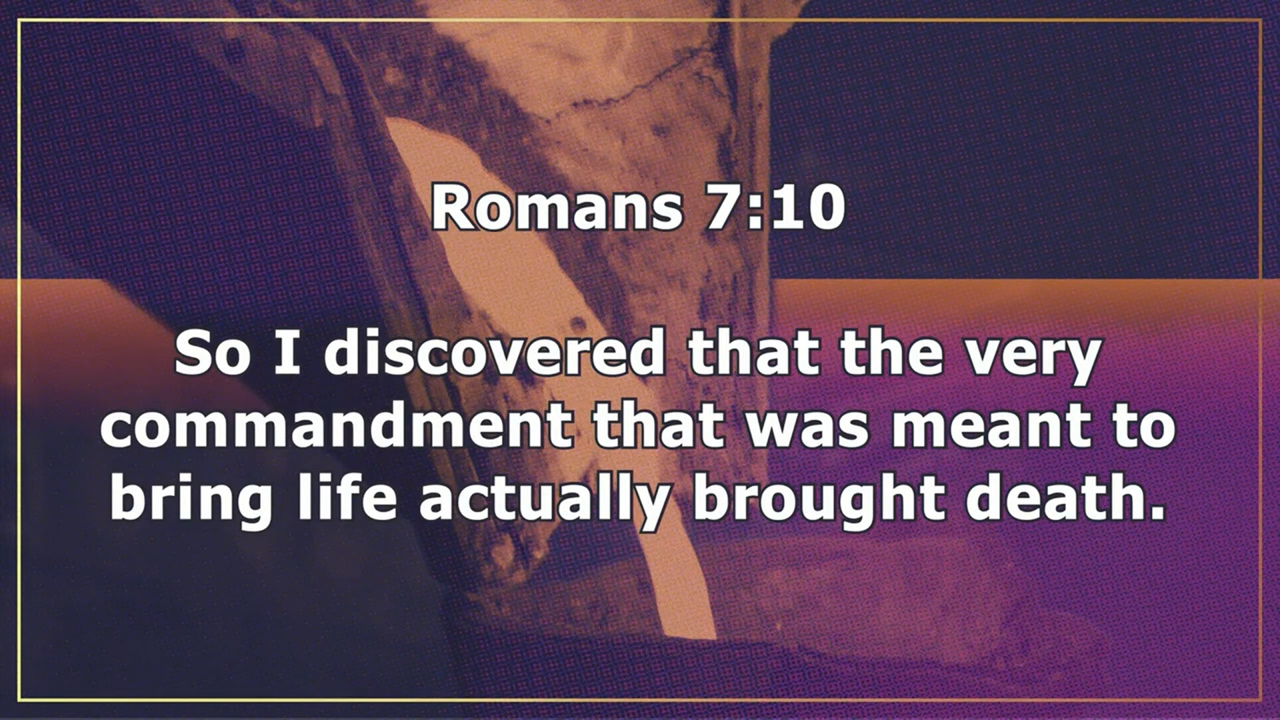 Romans 7:10
So I discovered that the very
commandment that was meant to
bring life actually brought death.